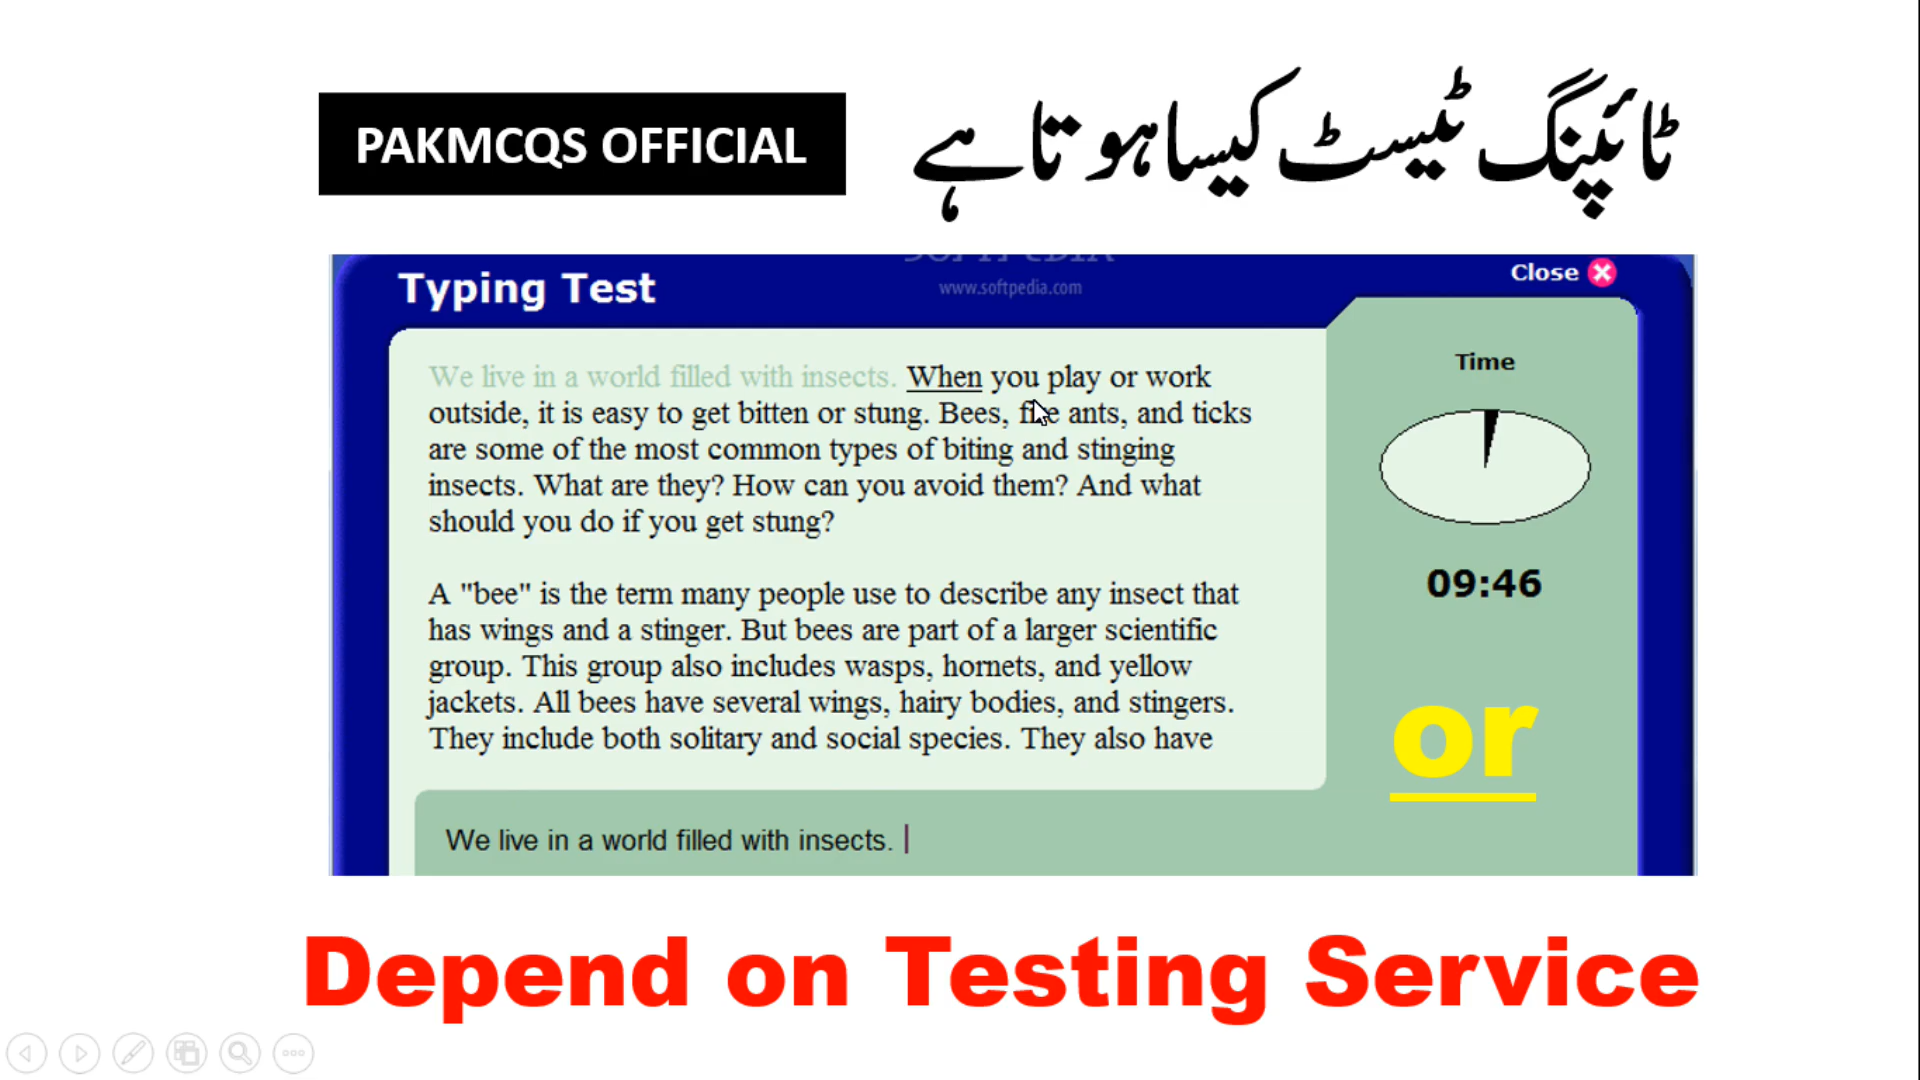 PAKMCQS OFFICIAL
ٹائپنگ ٹیسٹ کیسا ہوتا ہے
SOFTPEDIA
www.softpedia.com
Typing Test
Close
We live in a world filled with insects. When you play or work
outside, it is easy to get bitten or stung. Bees, fire ants, and ticks
are some of the most common types of biting and stinging
insects. What are they? How can you avoid them? And what
should you do if you get stung?
A "bee" is the term many people use to describe any insect that
has wings and a stinger. But bees are part of a larger scientific
group. This group also includes wasps, hornets, and yellow
jackets. All bees have several wings, hairy bodies, and stingers.
They include both solitary and social species. They also have
Time
09:46
or
We live in a world filled with insects.
Depend on Testing Service